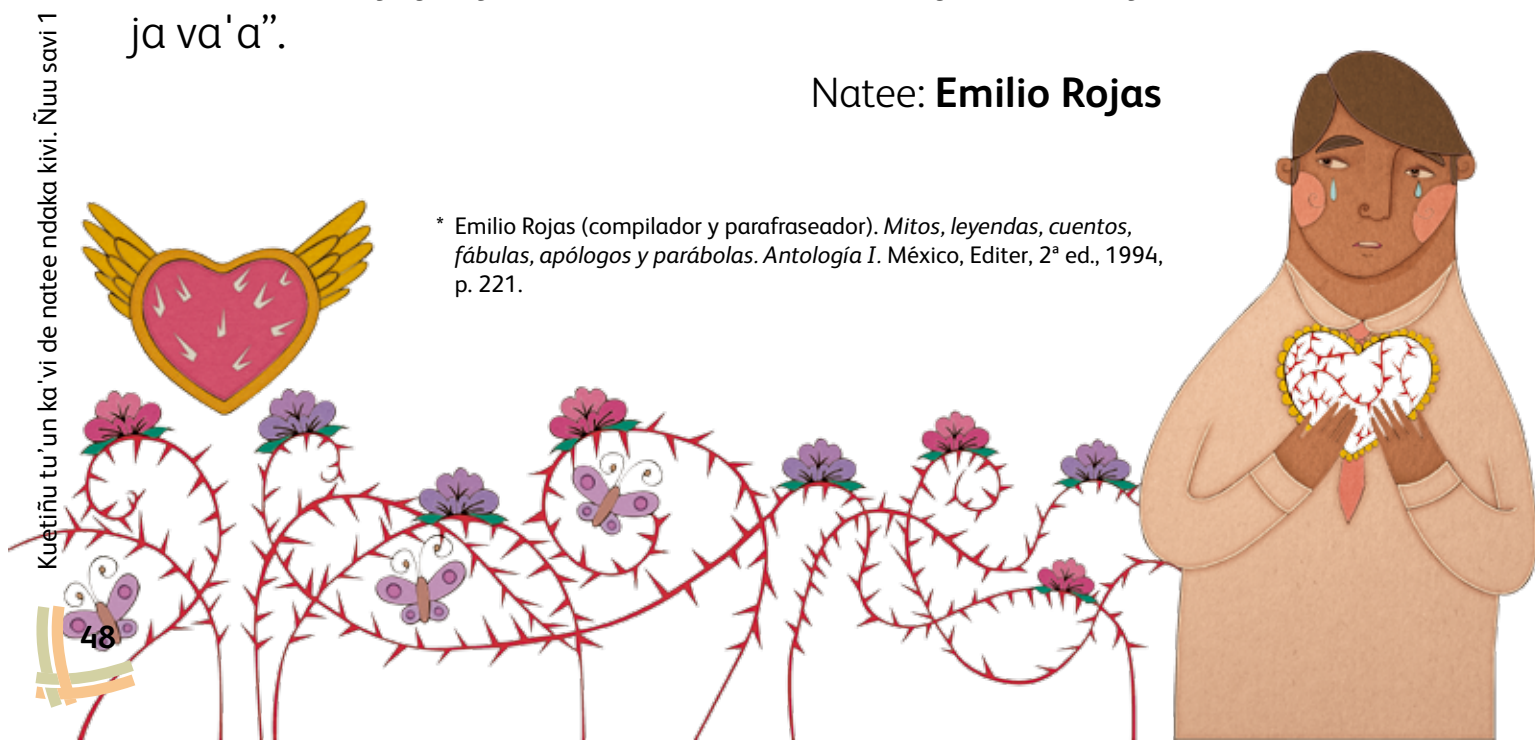 ja va'a”.
Natee: Emilio Rojas
* Emilio Rojas (compilador y parafraseador). Mitos, leyendas, cuentos,
fábulas, apólogos y parábolas. Antología I. México, Editer, 2ª ed., 1994,
p. 221.
Kuetiñu tu’un ka'vi de natee ndaka kivi. Ñuu savi 1
48